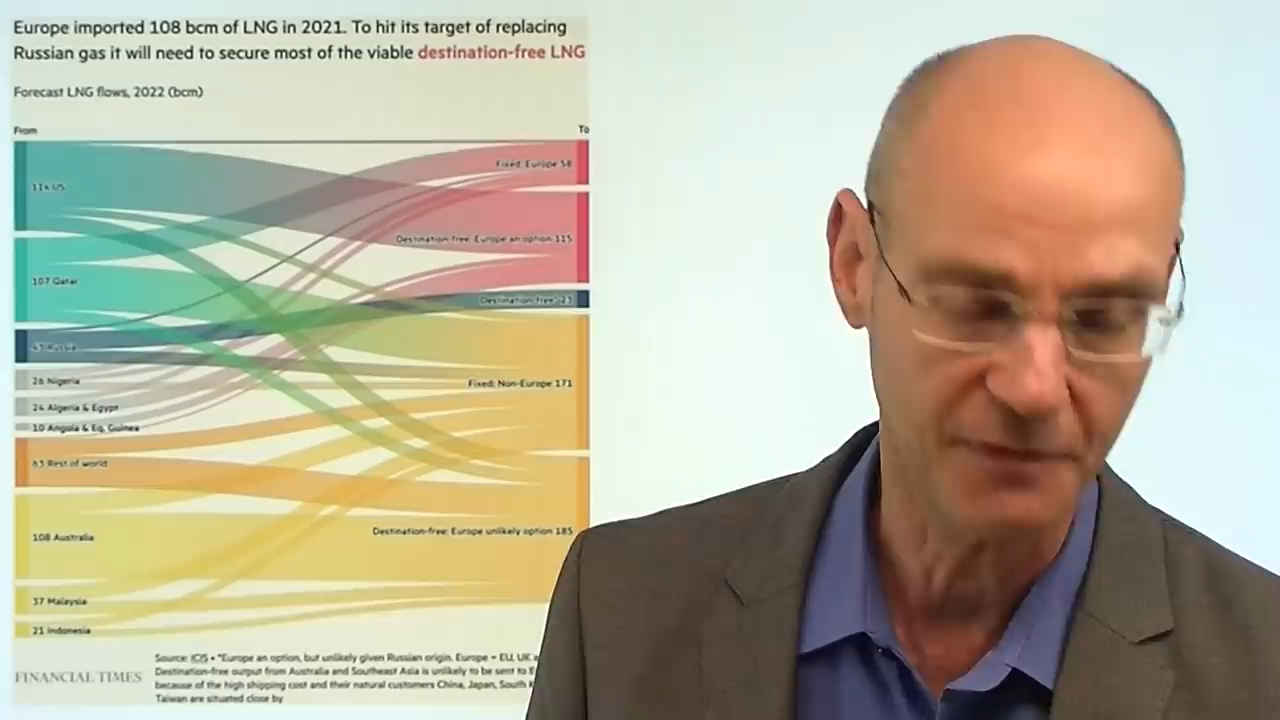 Europe imported 108 bcm of LNG in 2021. To hit its target of replacing
Russian gas it will need to secure most of the viable destination-free LNG
Forecast LNG flows, 2022 (bcm)
From
To
Fixed: Europe 58
114 US
Destination-free: Europe an option 115
107 Qatar
Destination-free* 23
Russia
26 Nigeria
Fixed: Non-Europe 171
24 Algeria & Egypt
10 Angola & Eq. Guinea
63 Rest of world
Destination-free: Europe unlikely option 185
108 Australia
37 Malaysia
21 Indonesia
FINANCIAL TIMES
Source: ICIS • *Europe an option, but unlikely given Russian origin. Europe = EU, UK
Destination-free output from Australia and Southeast Asia is unlikely to be sent to
because of the high shipping cost and their natural customers China, Japan, South
Taiwan are situated close by